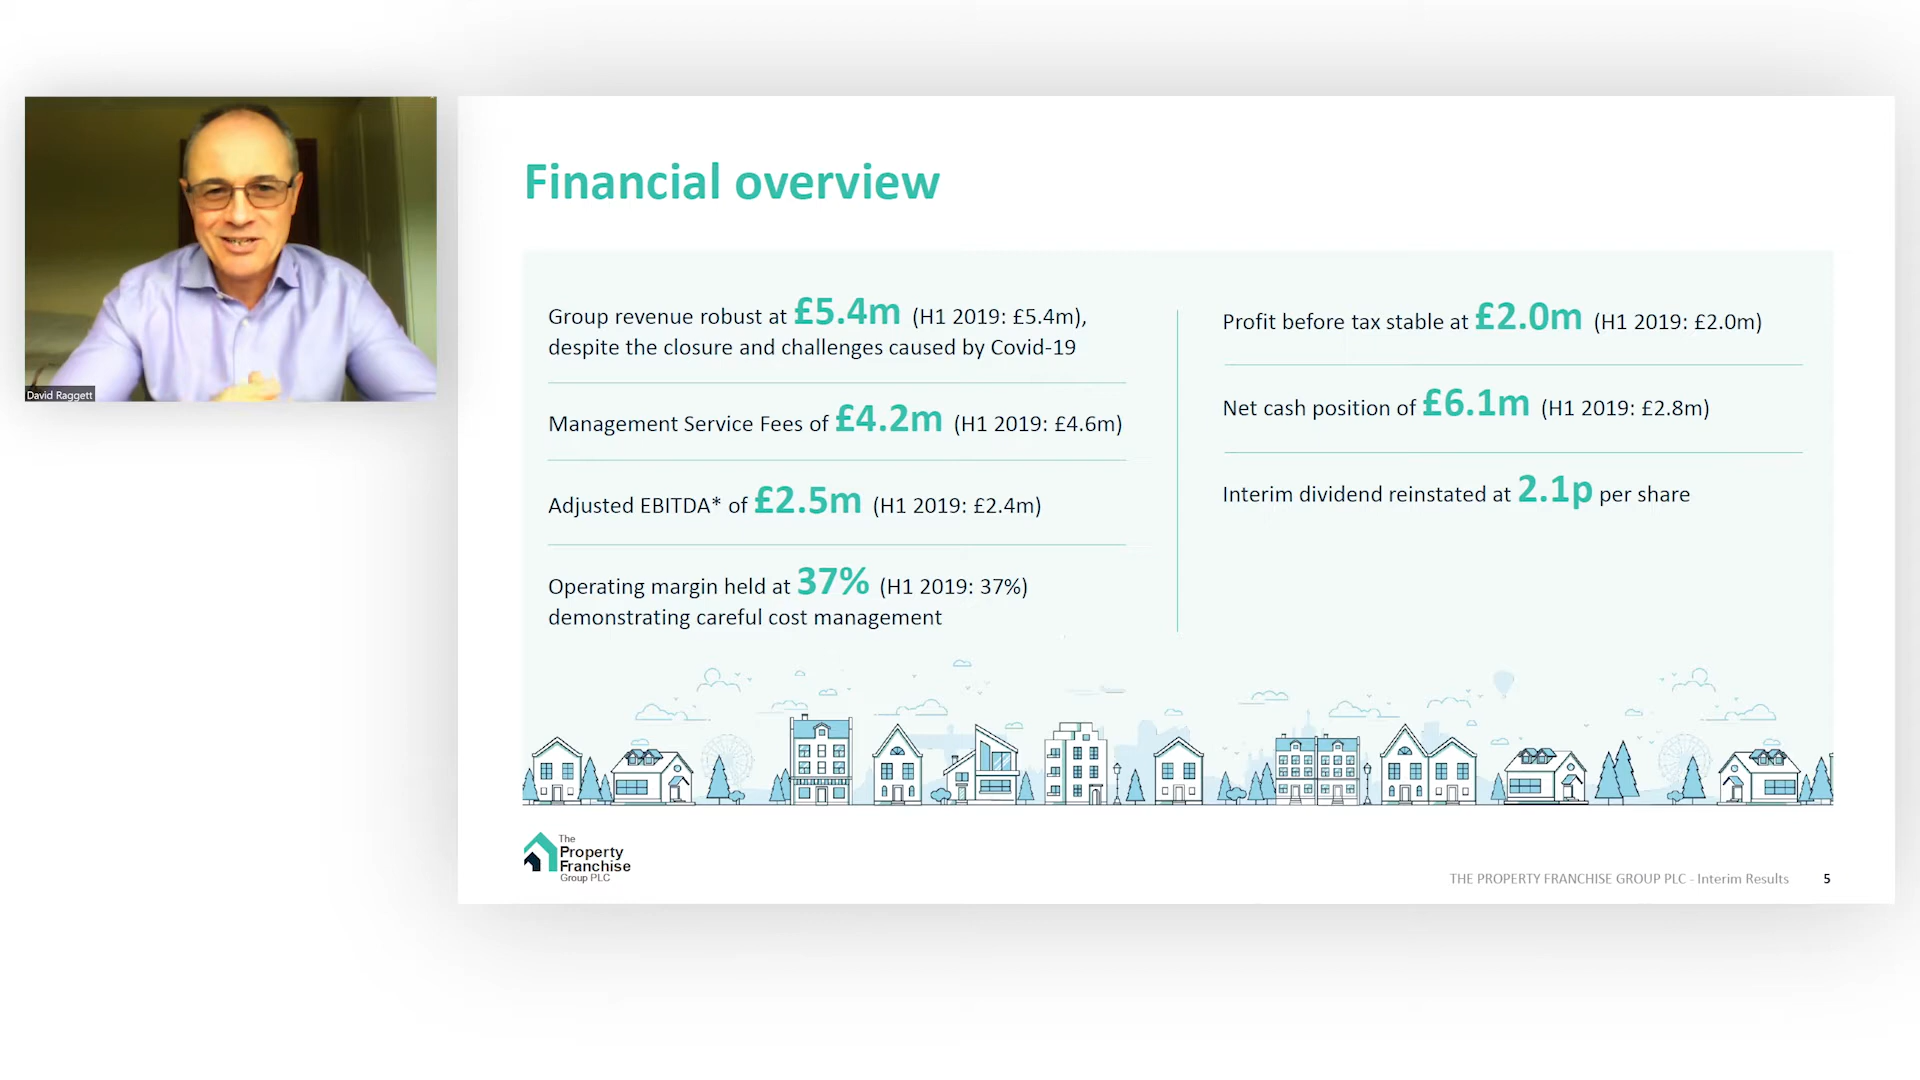 David Raggett
Financial overview
Group revenue robust at £5.4m (H1 2019: £5.4m),
despite the closure and challenges caused by Covid-19
Management Service Fees of £4.2m (H1 2019: £4.6m)
Adjusted EBITDA* of £2.5m (H1 2019: £2.4m)
Operating margin held at 37% (H1 2019: 37%)
demonstrating careful cost management
Profit before tax stable at £2.0m (H1 2019: £2.0m)
Net cash position of £6.1m (H1 2019: £2.8m)
Interim dividend reinstated at 2.1p per share
The
Property
Franchise
Group PLC
THE PROPERTY FRANCHISE GROUP PLC - Interim Results 5